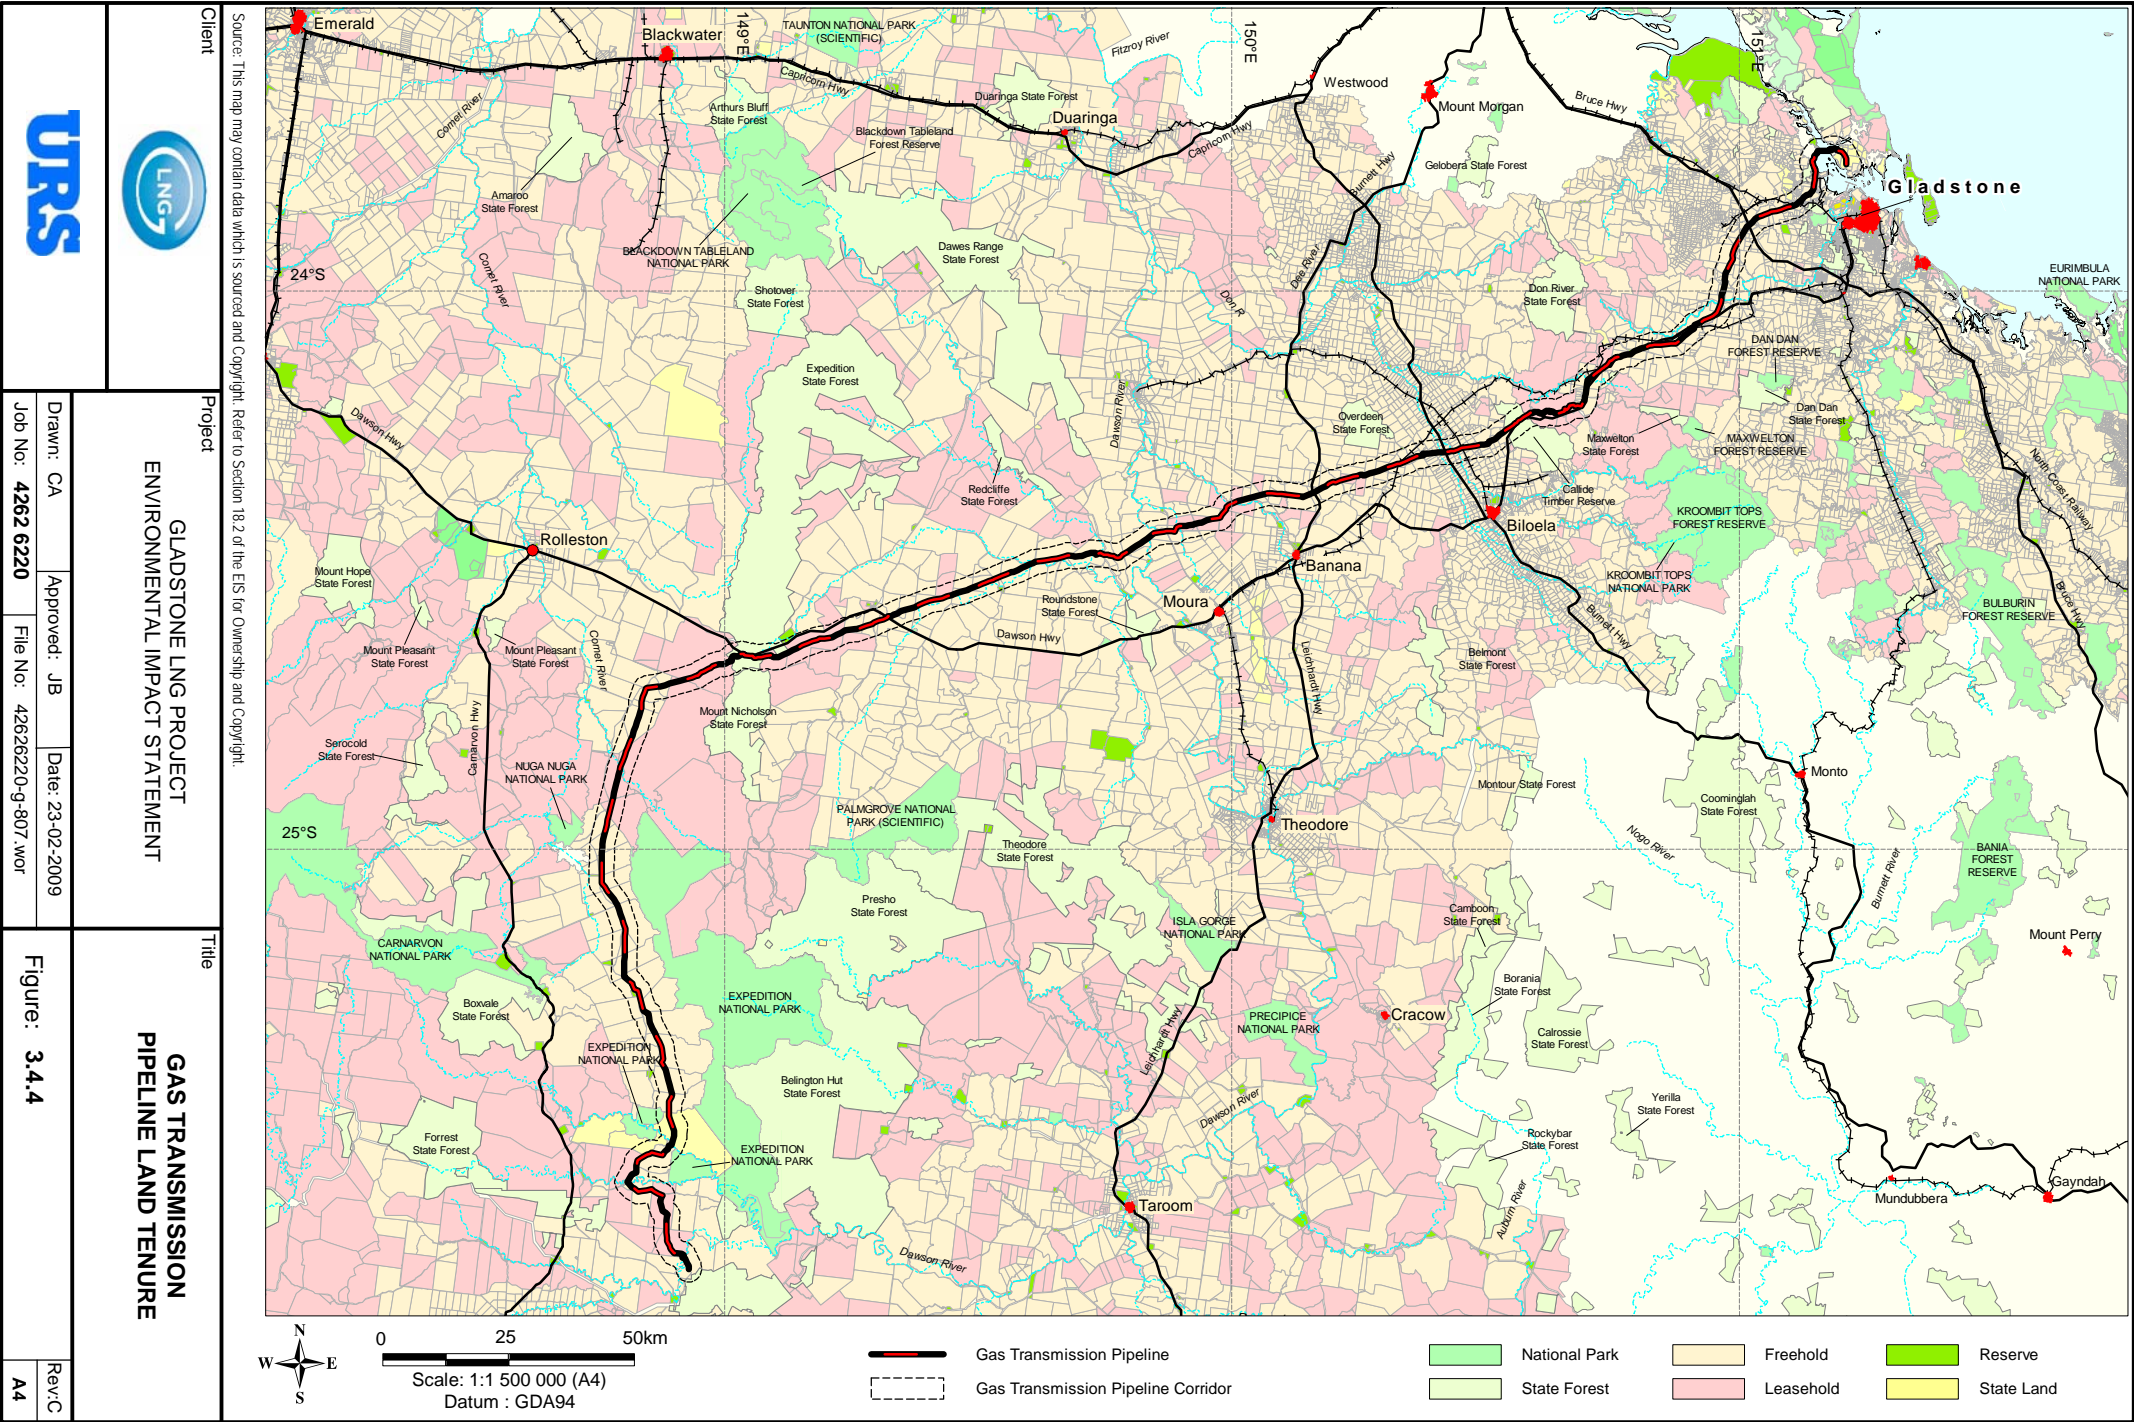 Emerald
Blackwater
149°E
TAUNTON NATIONAL PARK
(SCIENTIFIC)
Fitzroy River
150°E
Westwood
Mount Morgan
Bruce Hwy
151°E
Capricorn Hwy
Comet River
Arthurs Bluff
State Forest
Duaringa State Forest
Duaringa
Blackdown Tableland
Forest Reserve
Capricorn Hwy
Burnett Hwy
Gelobera State Forest
Gladstone
Amaroo
State Forest
BLACKDOWN TABLELAND
NATIONAL PARK
Dawes Range
State Forest
Comet River
24°S
Shotover
State Forest
Dee River
Don R
Don River
State Forest
EURIMBULA
NATIONAL PARK
DAN DAN
FOREST RESERVE
Expedition
State Forest
Dawson River
Overdeen
State Forest
Dan Dan
State Forest
Maxwelton
State Forest
MAXWELTON
FOREST RESERVE
Dawson Hwy
North Coast Railway
Redcliffe
State Forest
Callide
Timber Reserve
Biloela
KROOMBIT TOPS
FOREST RESERVE
Rolleston
Mount Hope
State Forest
Banana
KROOMBIT TOPS
NATIONAL PARK
Roundstone
State Forest
Moura
BULBURIN
FOREST RESERVE
Bruce Hwy
Dawson Hwy
Burnett Hwy
Mount Pleasant
State Forest
Mount Pleasant
State Forest
Comet River
Leichhardt Hwy
Belmont
State Forest
Mount Nicholson
State Forest
Carnarvon Hwy
Serocold
State Forest
NUGA NUGA
NATIONAL PARK
Montour State Forest
Monto
Coominglah
State Forest
PALMGROVE NATIONAL
PARK (SCIENTIFIC)
25°S
Theodore
Theodore
State Forest
Nogo River
BANIA
FOREST
RESERVE
Burnett River
Presho
State Forest
ISLA GORGE
NATIONAL PARK
Camboon
State Forest
Mount Perry
CARNARVON
NATIONAL PARK
Borania
State Forest
Boxvale
State Forest
EXPEDITION
NATIONAL PARK
PRECIPICE
NATIONAL PARK
Cracow
Calrossie
State Forest
EXPEDITION
NATIONAL PARK
Leichhardt Hwy
Belington Hut
State Forest
Dawson River
Yerilla
State Forest
Forrest
State Forest
EXPEDITION
NATIONAL PARK
Rockybar
State Forest
Gayndah
Mundubbera
Taroom
Auburn River
Dawson River
N
W E
S
0 25 50km
Scale: 1:1 500 000 (A4)
Datum : GDA94
Gas Transmission Pipeline
Gas Transmission Pipeline Corridor
National Park
State Forest
Freehold
Leasehold
Reserve
State Land
Source: This map may contain data which is sourced and Copyright. Refer to Section 18.2 of the EIS for Ownership and Copyright.
Client
LNG
URS
Project
GLADSTONE LNG PROJECT
ENVIRONMENTAL IMPACT STATEMENT
Drawn: CA
Approved: JB
Date: 23-02-2009
Job No: 4262 6220
File No: 42626220-g-807.wor
Title
GAS TRANSMISSION
PIPELINE LAND TENURE
Figure: 3.4.4
Rev:C
A4